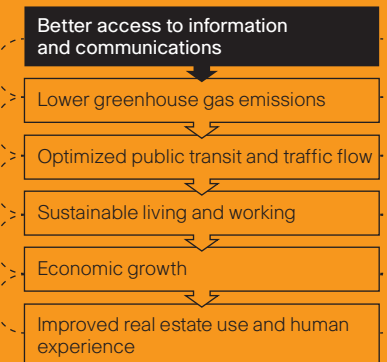 Better access to information
and communications
Lower greenhouse gas emissions
Optimized public transit and traffic flow
Sustainable living and working
Economic growth
Improved real estate use and human
experience